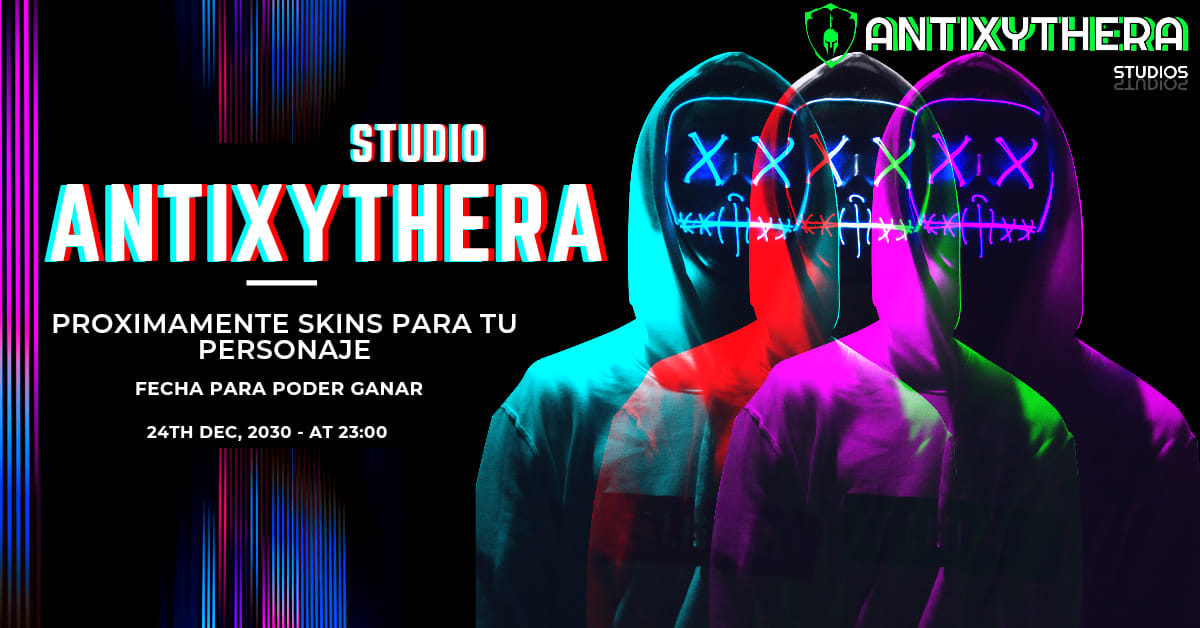 ANTIXYTHERA
STUDIOS
STUDIO
ANTIXYTHERA
PROXIMAMENTE SKINS PARA TU
PERSONAJE
FECHA PARA PODER GANAR
24TH DEC, 2030 - AT 23:00